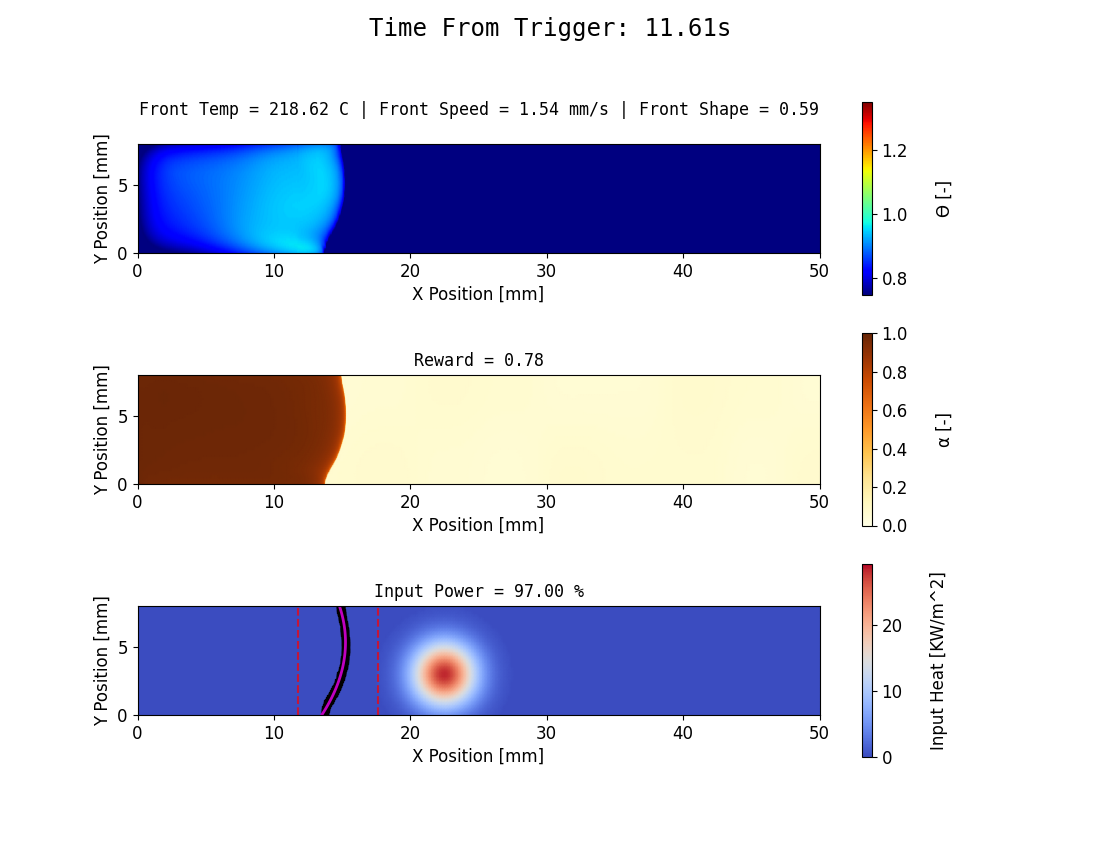 Time From Trigger: 11.61s
Front Temp = 218.62 C | Front Speed = 1.54 mm/s | Front Shape = 0.59
Y Position [mm]
5
0
0 10 20 30 40 50
X Position [mm]
1.2
1.0
0.8
Θ [-]
Reward = 0.78
Y Position [mm]
5
0
0 10 20 30 40 50
X Position [mm]
1.0
0.8
0.6
0.4
0.2
0.0
α [-]
Input Power = 97.00 %
Y Position [mm]
5
0
0 10 20 30 40 50
X Position [mm]
20
10
0
Input Heat [KW/m^2]